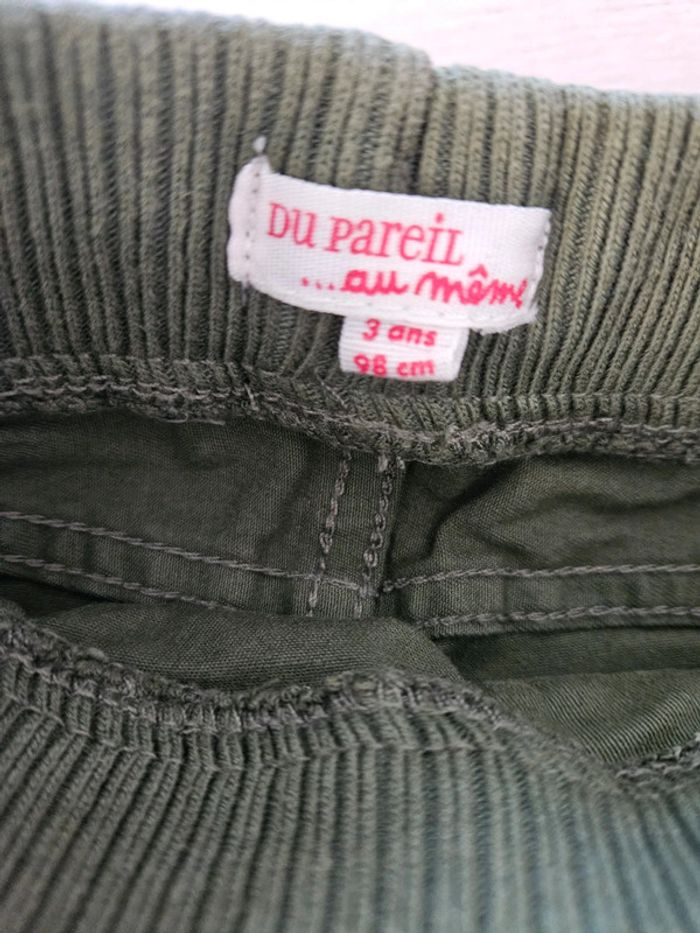 DU PAREIL
...au même
3 ans
98 cm